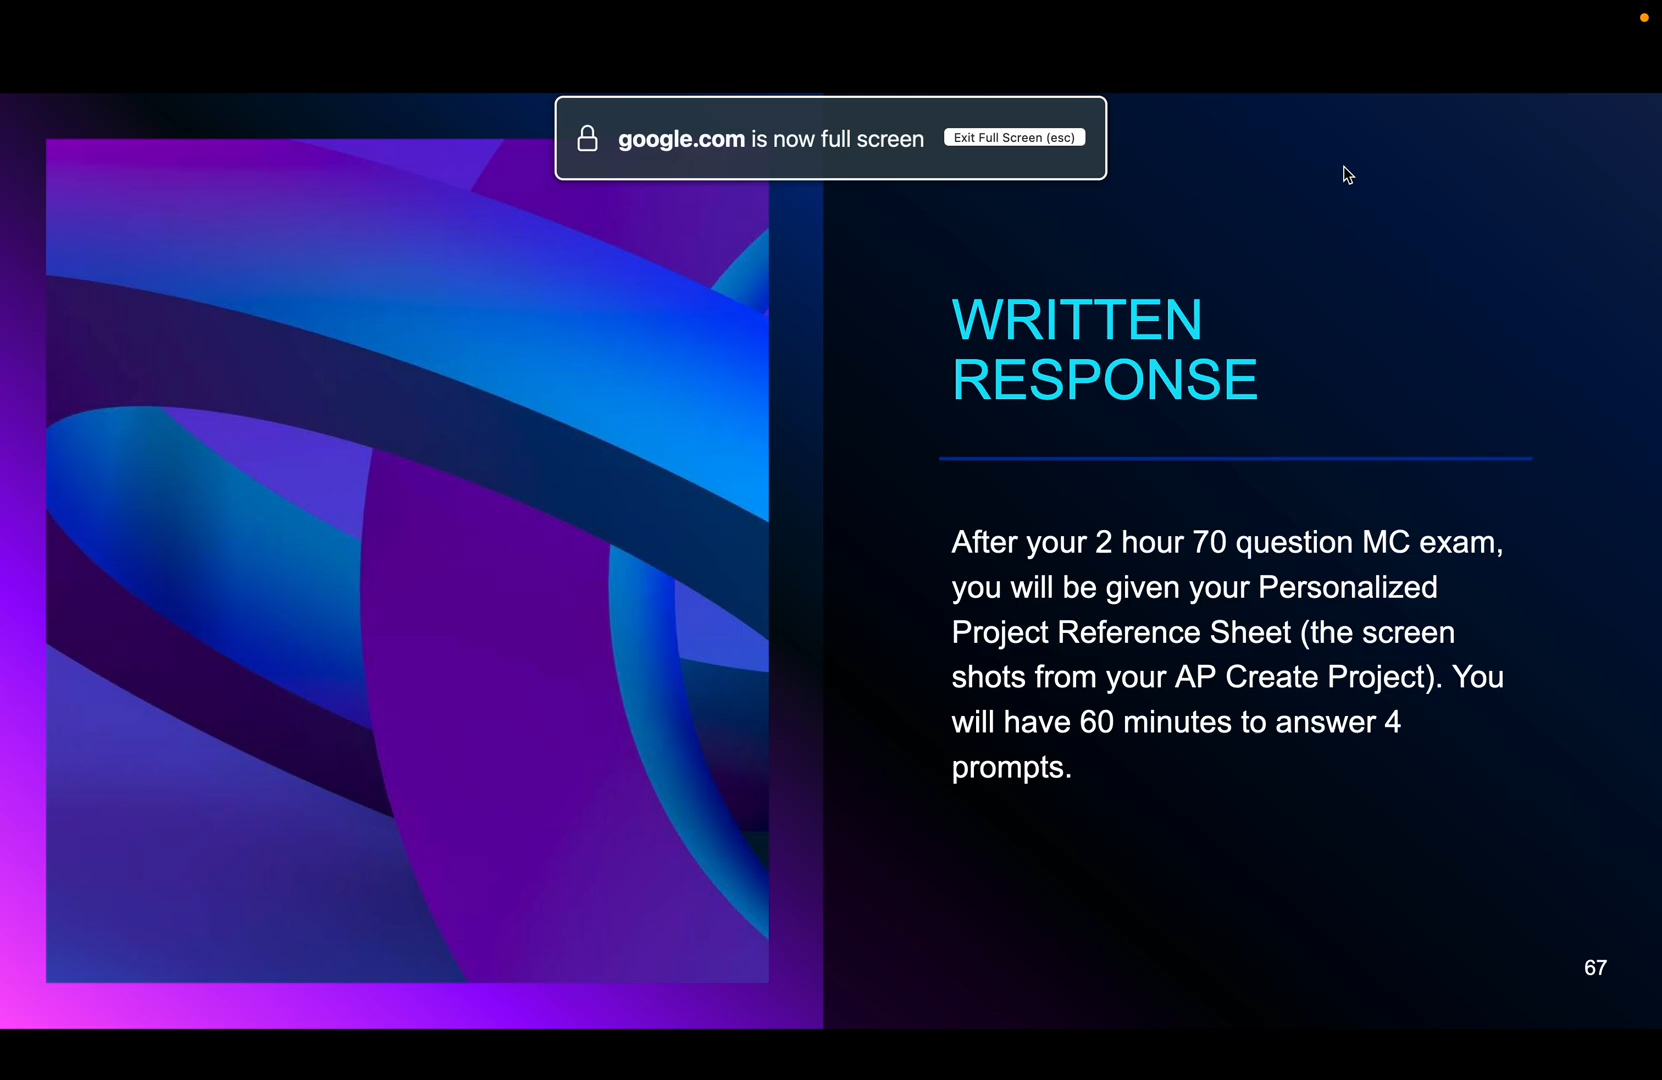 google.com is now full screen Exit Full Screen (esc)
WRITTEN
RESPONSE
After your 2 hour 70 question MC exam,
you will be given your Personalized
Project Reference Sheet (the screen
shots from your AP Create Project). You
will have 60 minutes to answer 4
prompts.
67